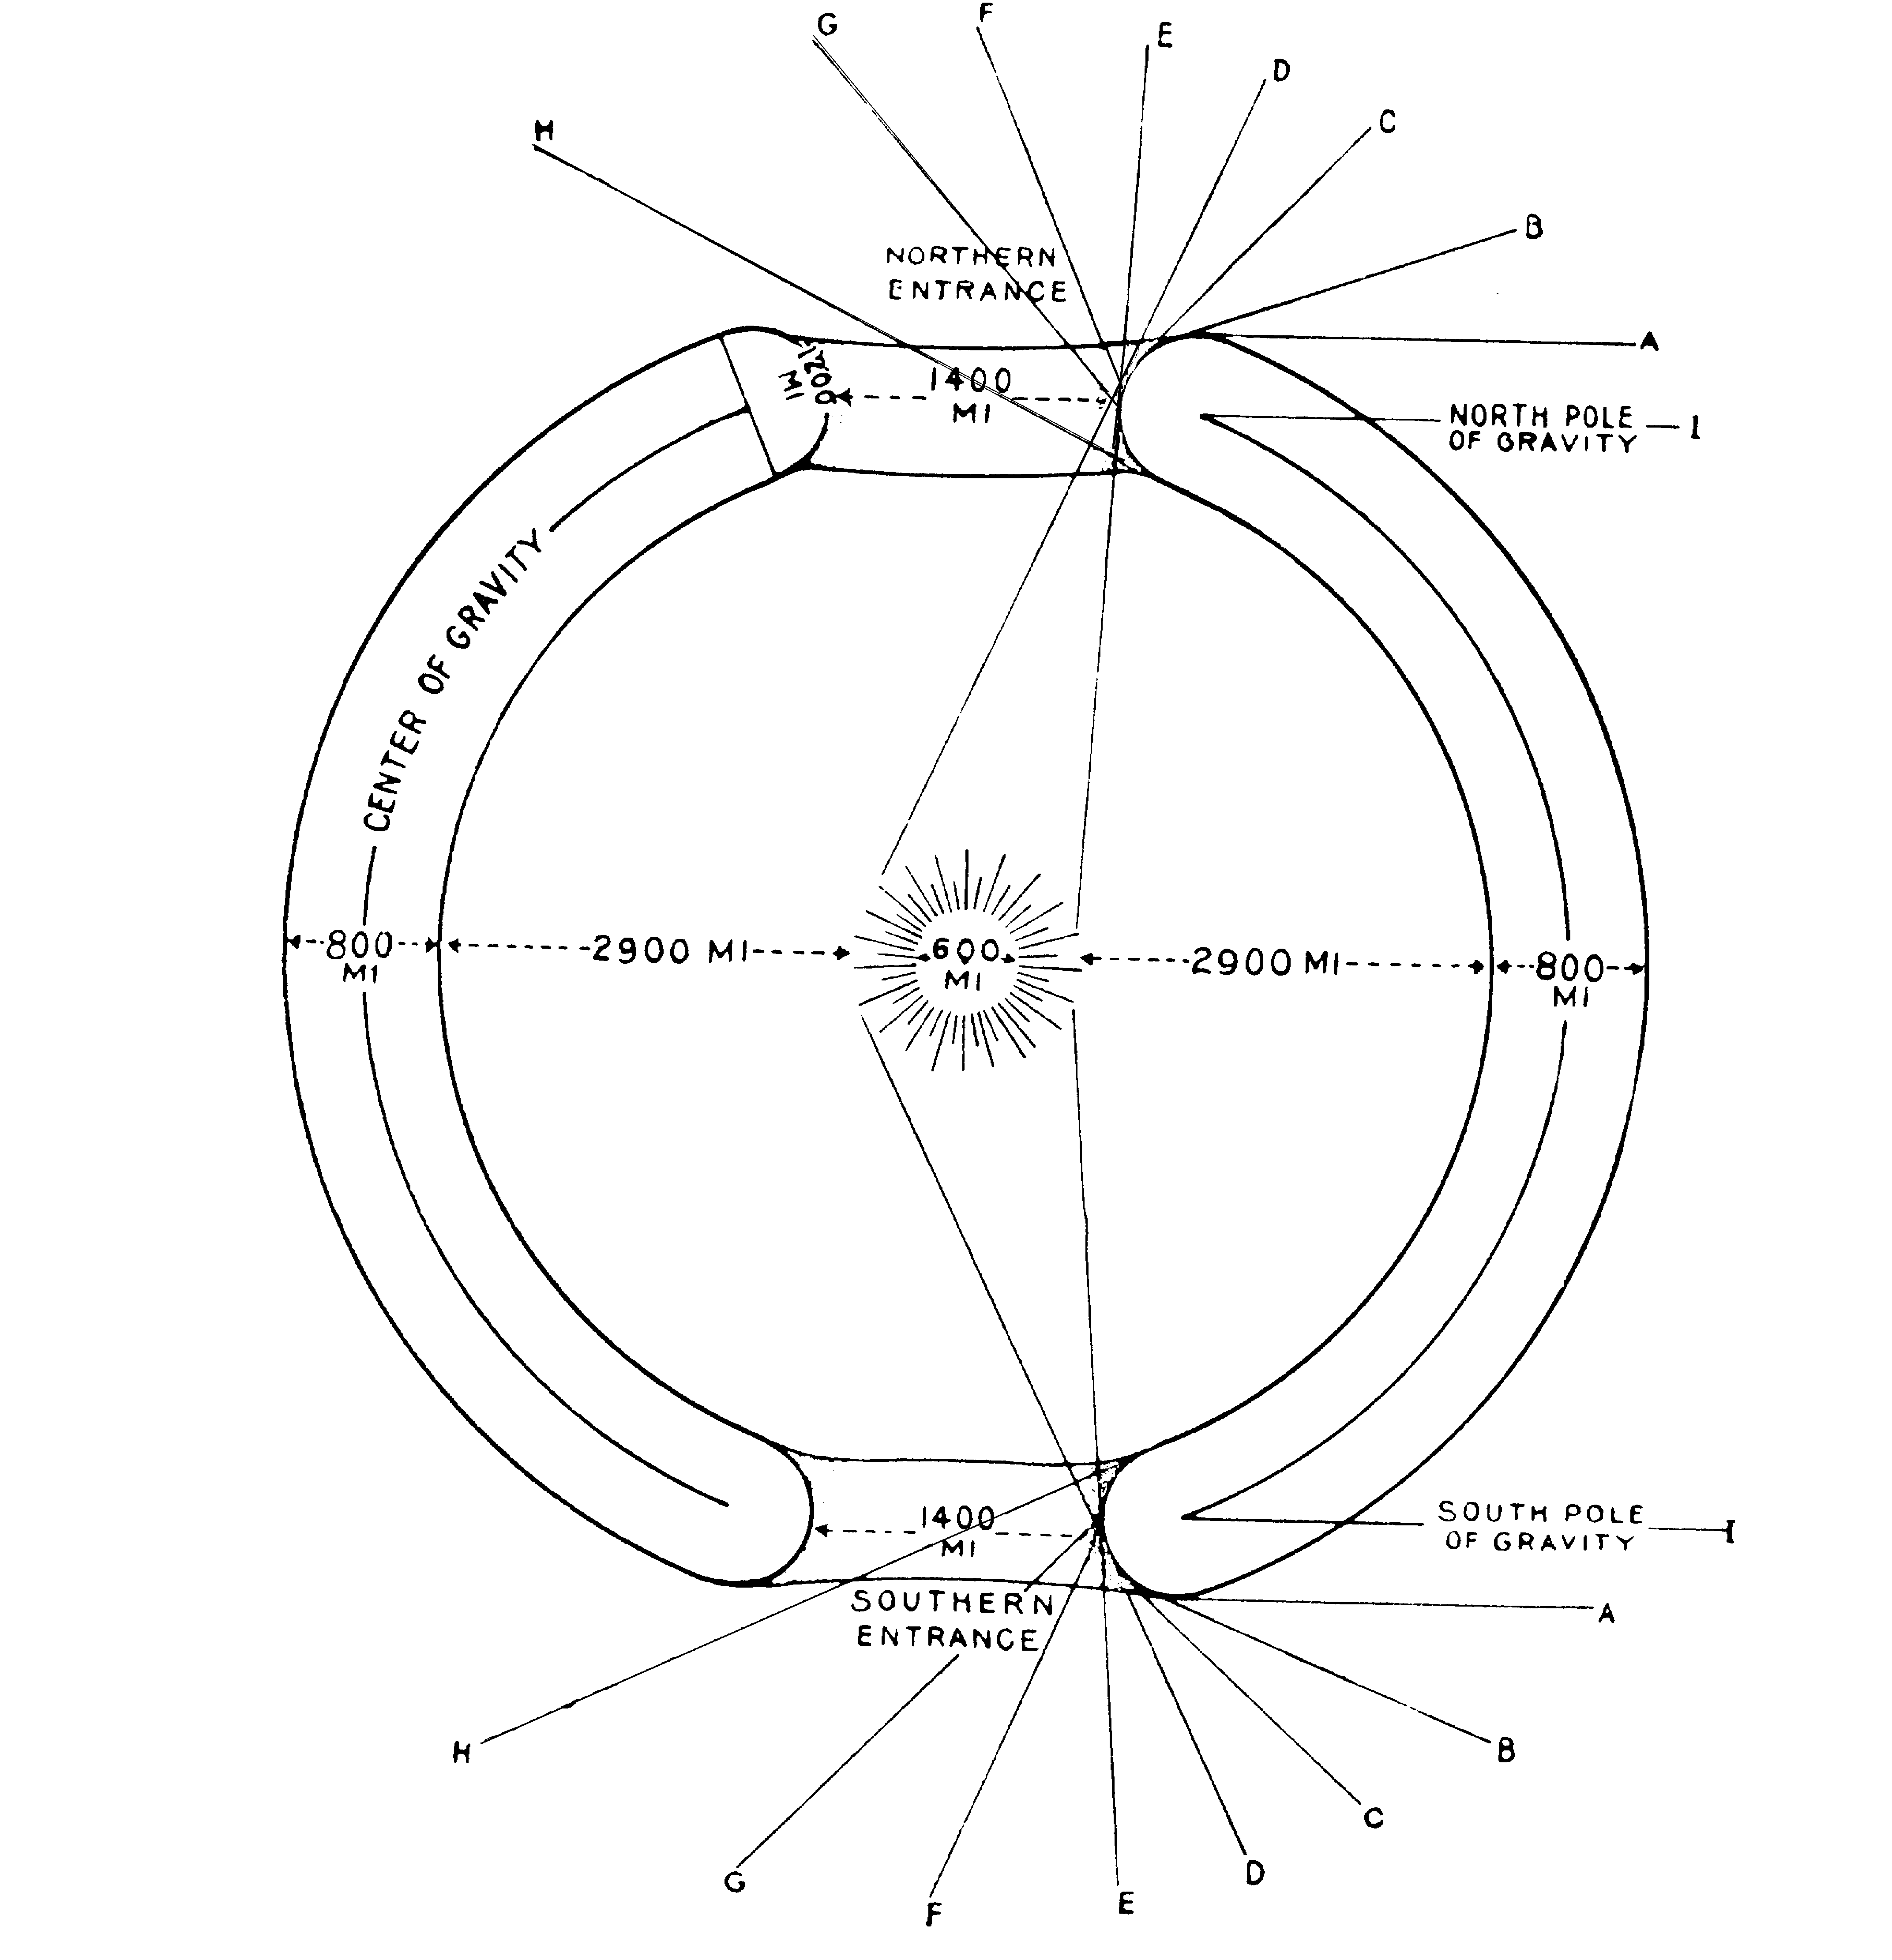 G
F
E
D
C
H
B
NORTHERN
ENTRANCE
A
1200
MI
1400
MI
NORTH POLE
OF GRAVITY
I
CENTER OF GRAVITY
800
MI
2900 MI
600
MI
2900 MI
800
MI
1400
MI
SOUTH POLE
OF GRAVITY
I
SOUTHERN
ENTRANCE
A
H
B
C
G
D
F
E